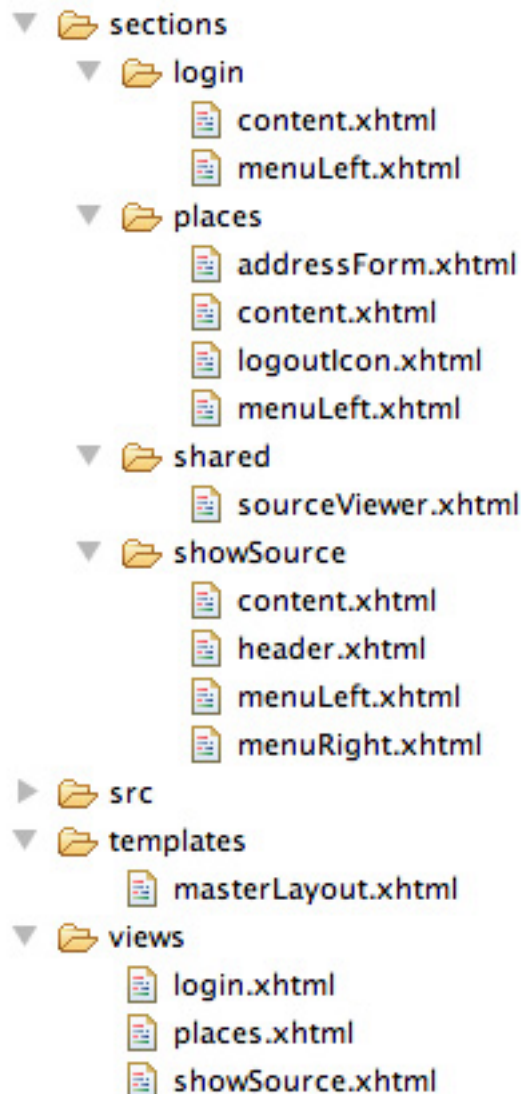 sections
login
content.xhtml
menuLeft.xhtml
places
addressForm.xhtml
content.xhtml
logoutIcon.xhtml
menuLeft.xhtml
shared
sourceViewer.xhtml
showSource
content.xhtml
header.xhtml
menuLeft.xhtml
menuRight.xhtml
src
templates
masterLayout.xhtml
views
login.xhtml
places.xhtml
showSource.xhtml